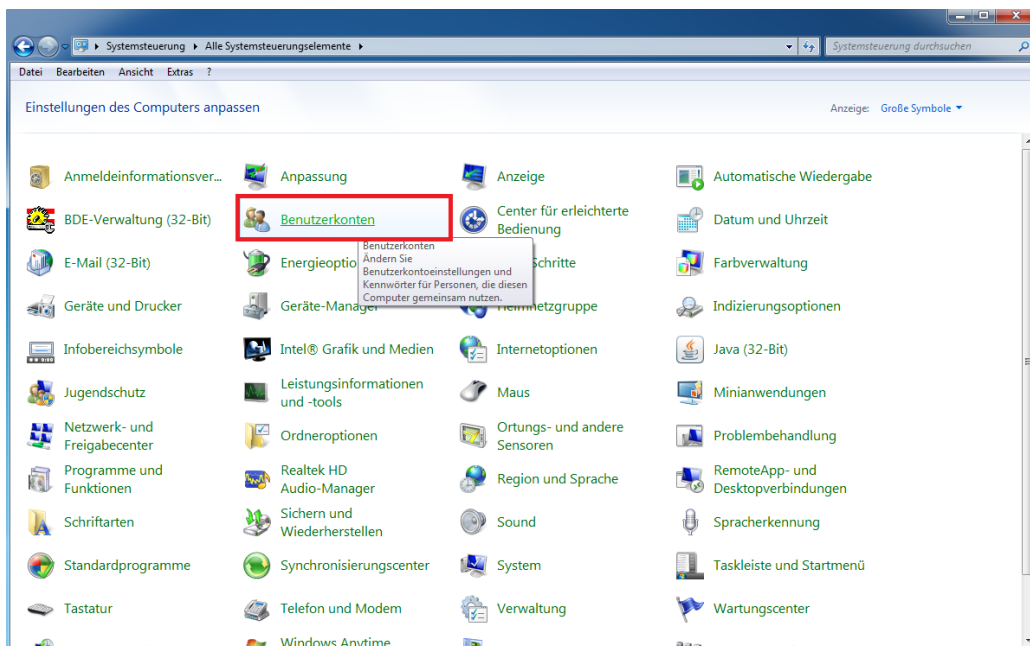 Systemsteuerung
Alle Systemsteuerungselemente
Systemsteuerung durchsuchen
Datei Bearbeiten Ansicht Extras ?
Einstellungen des Computers anpassen
Anzeige: Große Symbole
Anmeldeinformationsver...
Anpassung
Anzeige
Automatische Wiedergabe
BDE-Verwaltung (32-Bit)
Benutzerkonten
Center für erleichterte
Bedienung
Datum und Uhrzeit
Benutzerkonten
Ändern Sie
Benutzerkontoeinstellungen und
Kennwörter für Personen, die diesen
Computer gemeinsam nutzen.
E-Mail (32-Bit)
Energieoptio
Schritte
Farbverwaltung
Geräte und Drucker
Geräte-Manager
Heimnetzgruppe
Indizierungsoptionen
Infobereichsymbole
Intel® Grafik und Medien
Internetoptionen
Java (32-Bit)
Jugendschutz
Leistungsinformationen
und -tools
Maus
Minianwendungen
Netzwerk- und
Freigabecenter
Ordneroptionen
Ortungs- und andere
Sensoren
Problembehandlung
Programme und
Funktionen
Realtek HD
Audio-Manager
Region und Sprache
RemoteApp- und
Desktopverbindungen
Schriftarten
Sichern und
Wiederherstellen
Sound
Spracherkennung
Standardprogramme
Synchronisierungscenter
System
Taskleiste und Startmenü
Tastatur
Telefon und Modem
Verwaltung
Wartungscenter
Windows Anytime